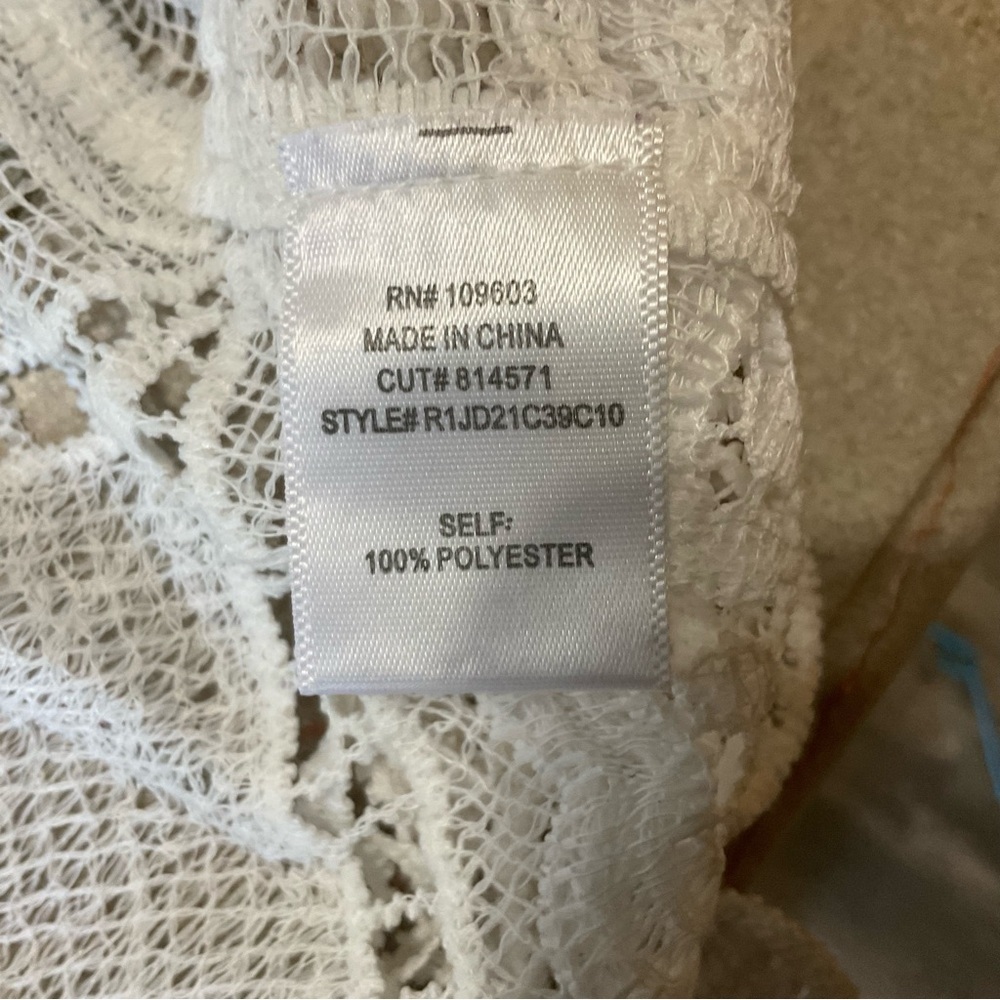 RN# 109603
MADE IN CHINA
CUT# 814571
STYLE# R1JD21C39C10
SELF:
100% POLYESTER